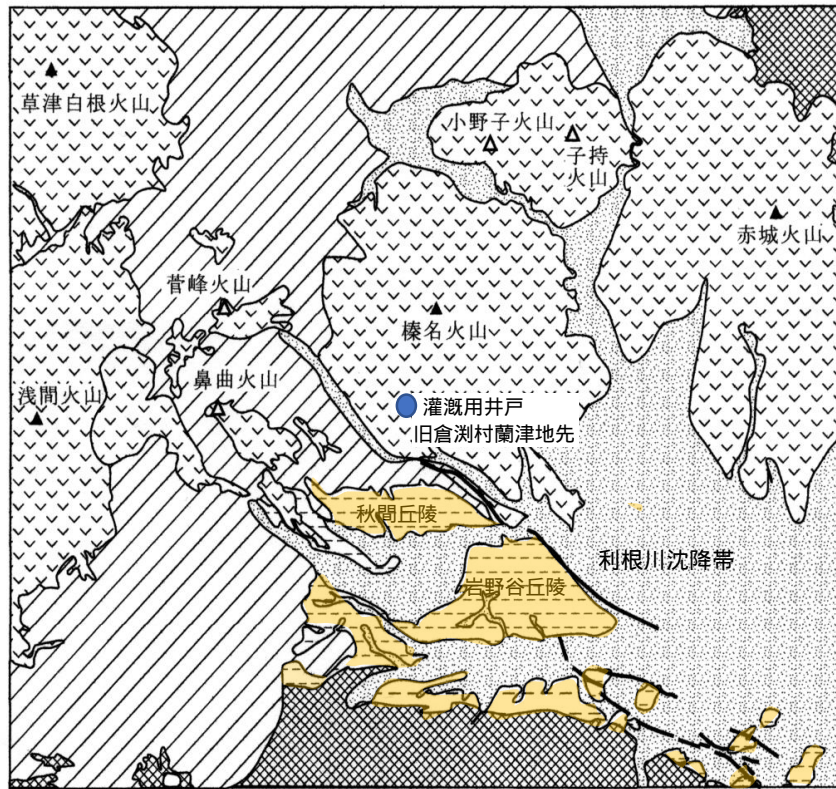 草津白根火山
小野子火山
子持
火山
赤城火山
菅峰火山
榛名火山
鼻曲火山
浅間火山
灌漑用井戸
旧倉渕村蘭津地先
秋間丘陵
利根川沈降帯
岩野谷丘陵